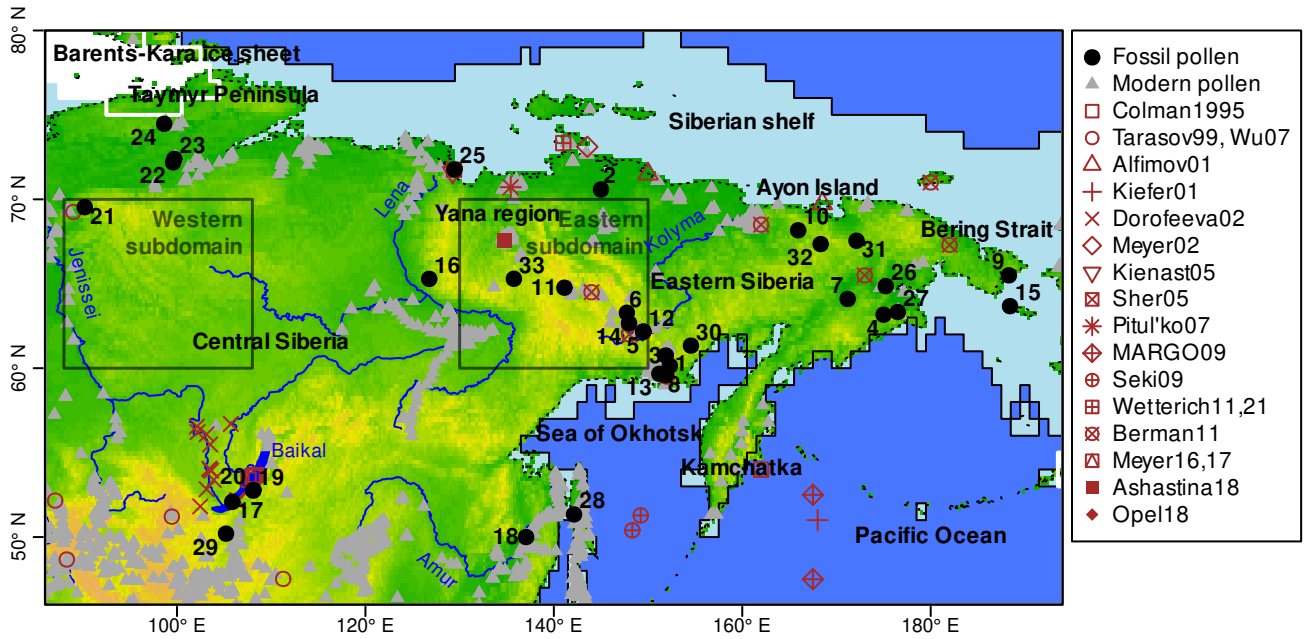 80° N
70° N
60° N
50° N
100° E
120° E
140° E
160° E
180° E
Barents-Kara ice sheet
Taymyr Peninsula
Siberian shelf
24
23
22
25
2
Ayon Island
Lena
Yana region
Kolyma
Bering Strait
21
Western
subdomain
Eastern
subdomain
10
32
31
9
Jenissei
16
33
11
Eastern Siberia
26
15
6
12
7
27
4
Central Siberia
14
5
30
3
1
13
8
Sea of Okhotsk
Baikal
Kamchatka
20
19
17
28
29
18
Amur
Pacific Ocean
Fossil pollen
Modern pollen
Colman1995
Tarasov99, Wu07
Alfimov01
Kiefer01
Dorofeeva02
Meyer02
Kienast05
Sher05
Pitul'ko07
MARGO09
Seki09
Wetterich11,21
Berman11
Meyer16,17
Ashastina18
Opel18